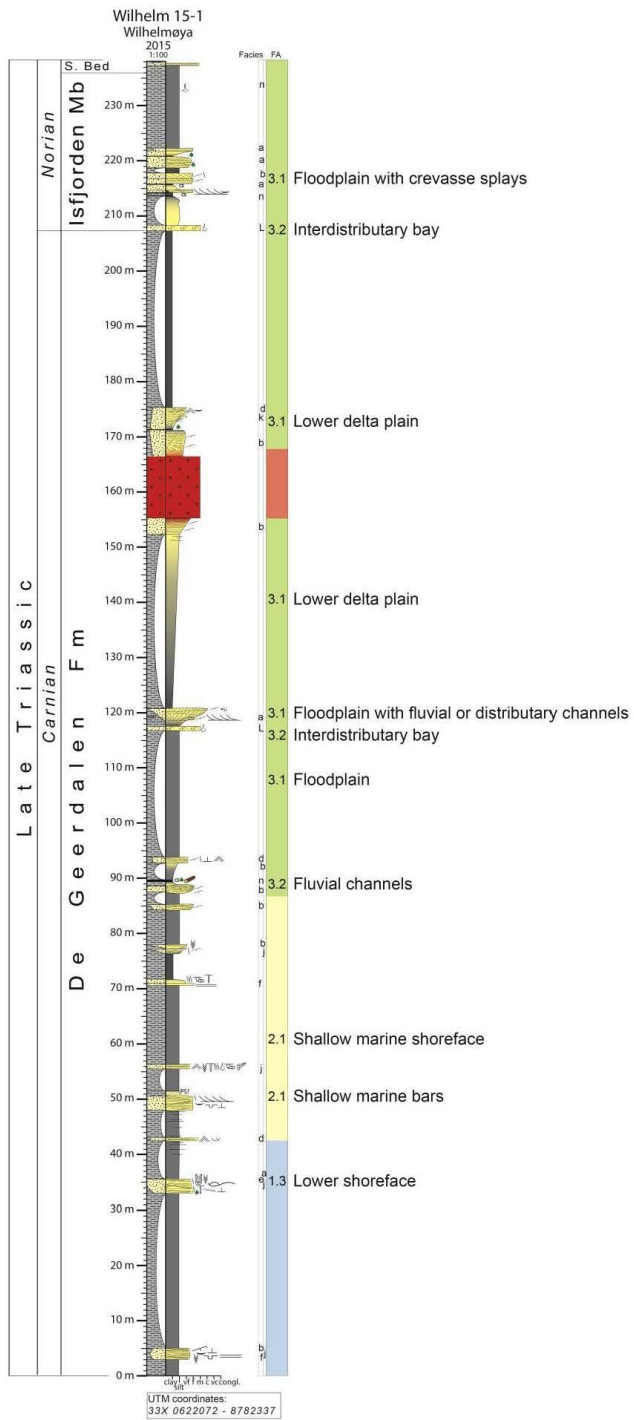 Wilhelm 15-1
Wilhelmøya
2015
1:100
Facies FA
S. Bed
Late Triassic
Norian
Carnian
Isfjorden Mb
De Geerdalen Fm
230 m
n
220 m
a
a
b
a
3.1 Floodplain with crevasse splays
cs
n
210 m
L
3.2 Interdistributary bay
200 m
190 m
180 m
d
k
3.1 Lower delta plain
170 m
b
160 m
b
150 m
140 m
3.1 Lower delta plain
130 m
120 m
3.1 Floodplain with fluvial or distributary channels
a
L
3.2 Interdistributary bay
110 m
3.1 Floodplain
100 m
d
b
90 m
n
b
3.2 Fluvial channels
b
80 m
b
j
70 m
f
60 m
2.1 Shallow marine shoreface
j
50 m
PS?
2.1 Shallow marine bars
40 m
d
a
e
j
1.3 Lower shoreface
30 m
20 m
10 m
b
f
0 m
clay vf f m c vc congl.
silt
UTM coordinates:
33X 0622072 - 8782337